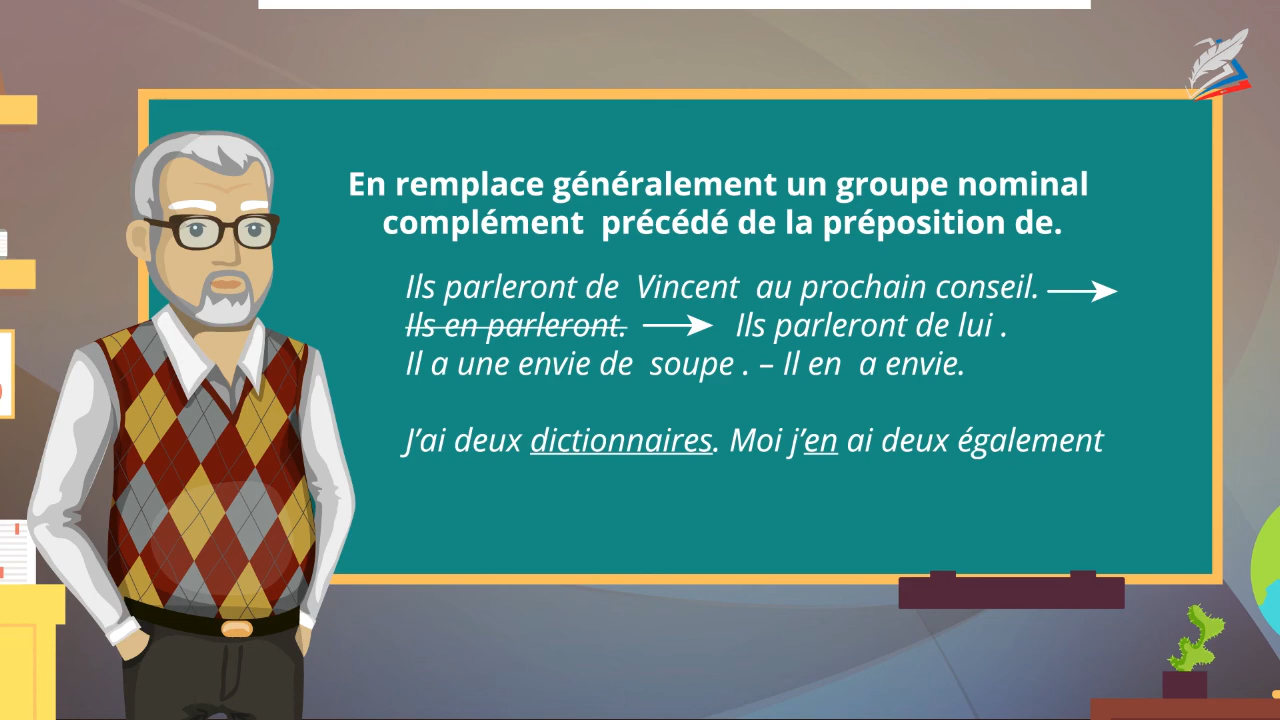 En remplace généralement un groupe nominal
complément précédé de la préposition de.
Ils parleront de Vincent au prochain conseil.
Ils en parleront. Ils parleront de lui .
Il a une envie de soupe . – Il en a envie.
J’ai deux dictionnaires. Moi j’en ai deux également